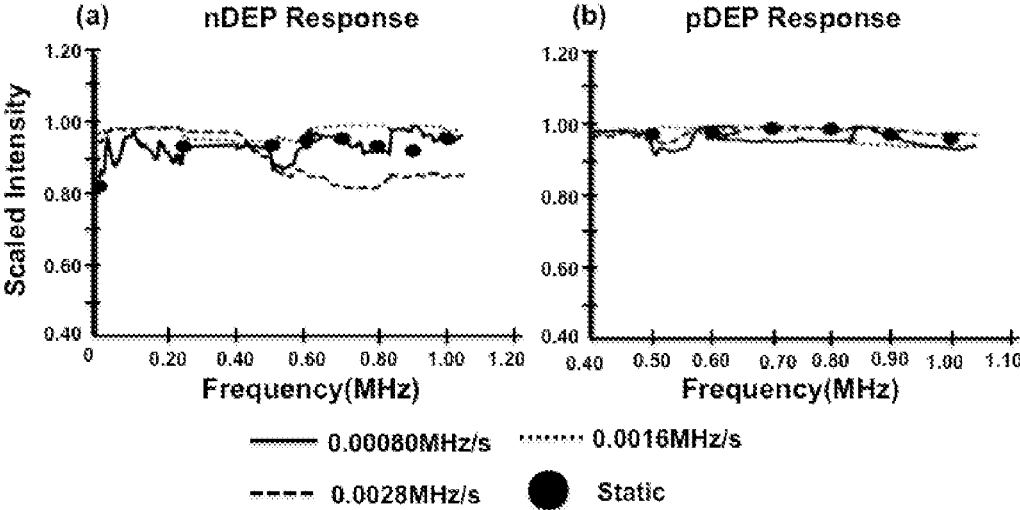 (a) nDEP Response
(b) pDEP Response
Scaled Intensity
1.20
1.00
0.80
0.60
0.40
0 0.20 0.40 0.60 0.80 1.00 1.20
Frequency(MHz)
1.20
1.00
0.80
0.60
0.40
0.40 0.50 0.60 0.70 0.80 0.90 1.00 1.10
Frequency(MHz)
0.00080MHz/s
0.0016MHz/s
0.0028MHz/s
Static